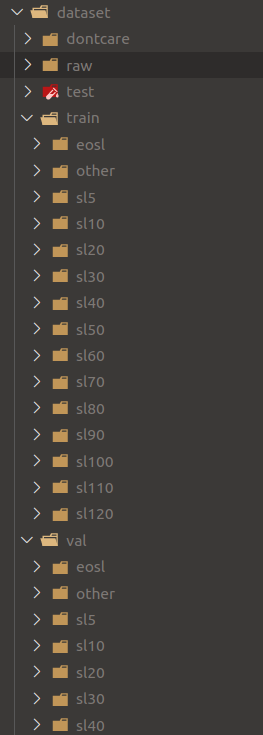 dataset
dontcare
raw
test
train
eosl
other
sl5
sl10
sl20
sl30
sl40
sl50
sl60
sl70
sl80
sl90
sl100
sl110
sl120
val
eosl
other
sl5
sl10
sl20
sl30
sl40